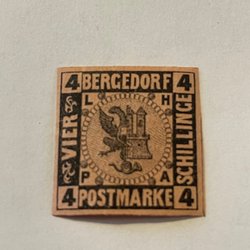 4 BERGEDORF 4
VIER
SCHILLINGE
L H
P A
4 POSTMARKE 4